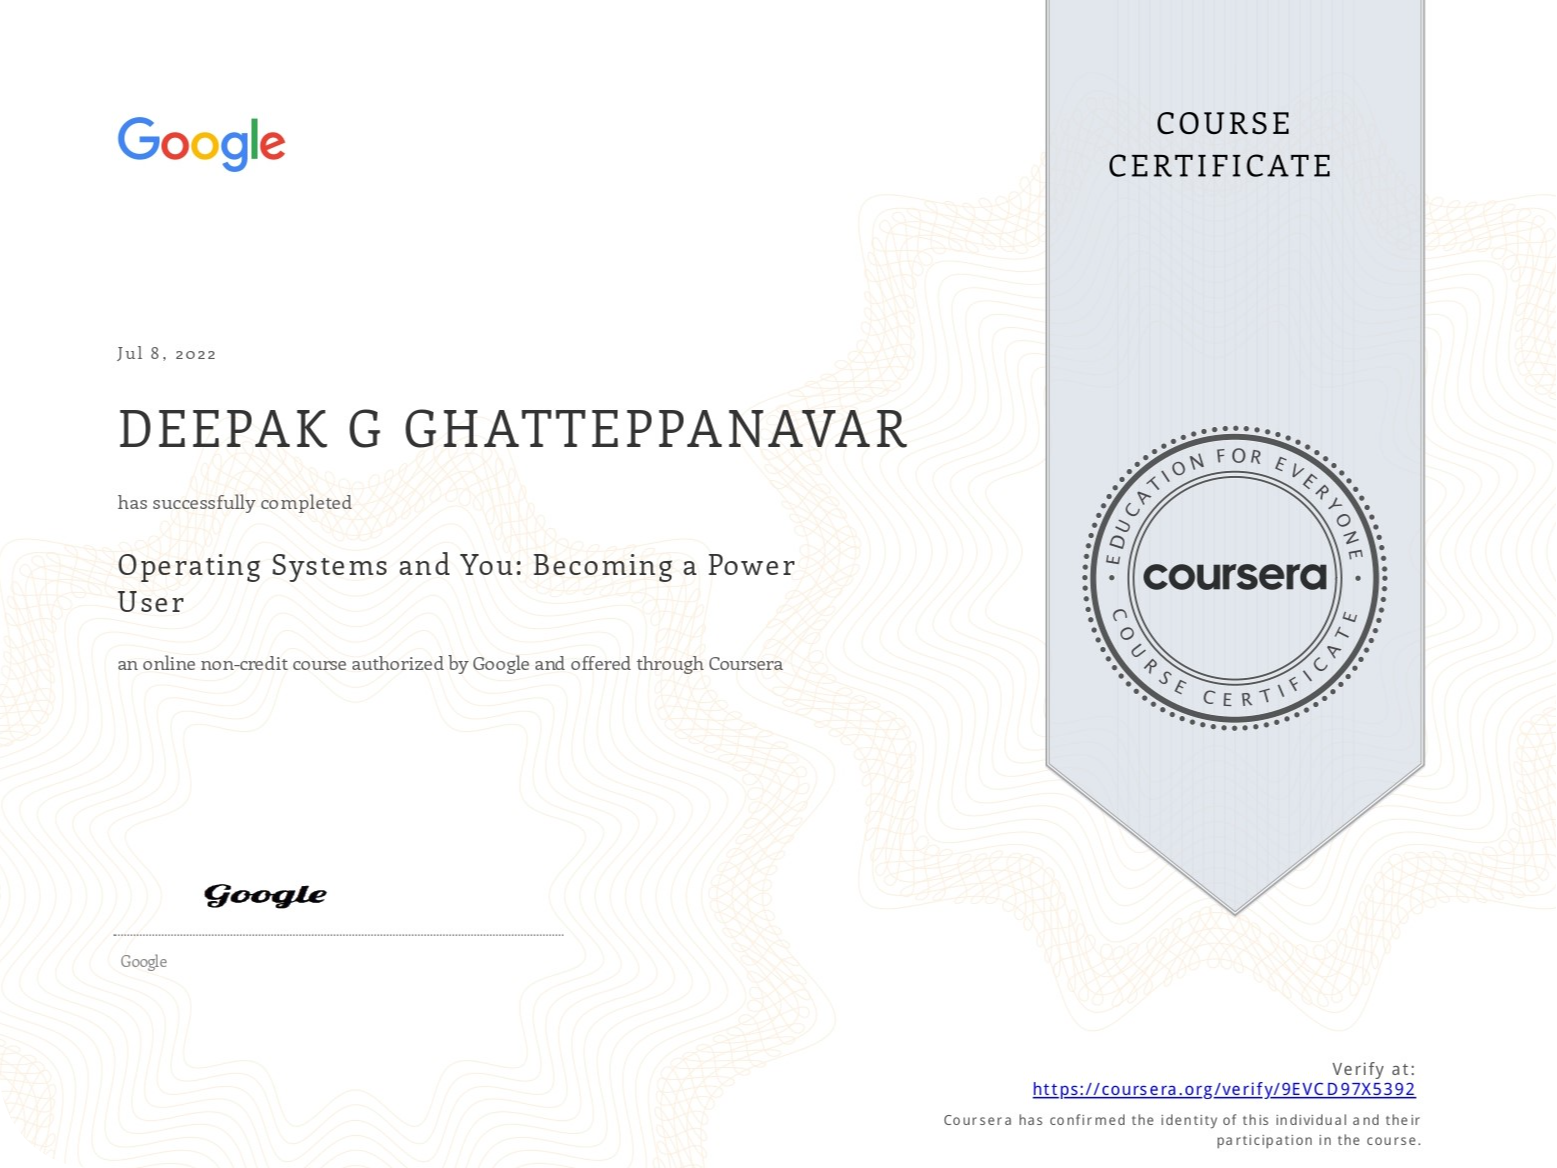 Google
COURSE
CERTIFICATE
Jul 8, 2022
DEEPAK G GHATTEPPANAVAR
has successfully completed
Operating Systems and You: Becoming a Power
User
an online non-credit course authorized by Google and offered through Coursera
EDUCATION FOR EVERYONE
coursera
COURSE CERTIFICATE
Google
Google
Verify at:
https://coursera.org/verify/9EVCD97X5392
Coursera has confirmed the identity of this individual and their
participation in the course.